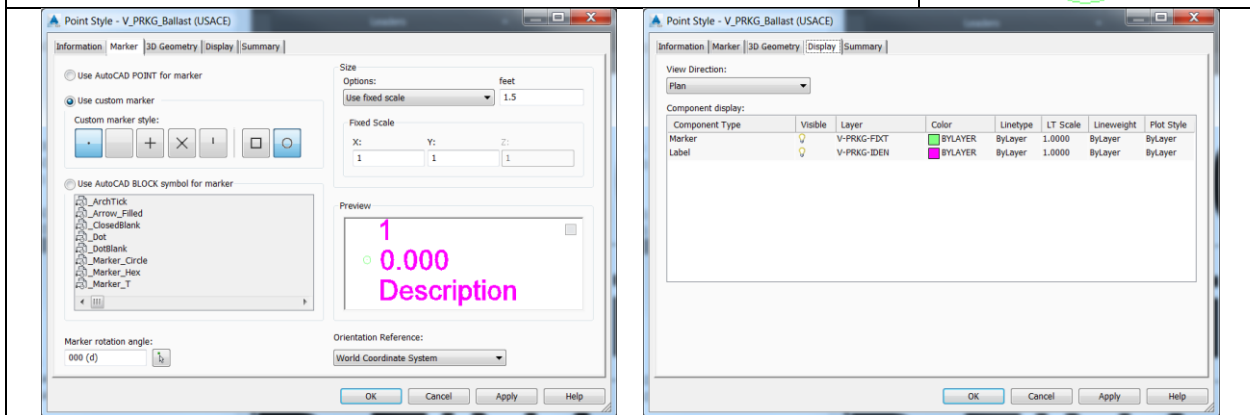 Point Style - V_PRKG_Ballast (USACE)
Information Marker 3D Geometry Display Summary
Use AutoCAD POINT for marker
Use custom marker
Custom marker style:
Use AutoCAD BLOCK symbol for marker
_ArchTick
_Arrow_Filled
_ClosedBlank
_Dot
_DotBlank
_Marker_Circle
_Marker_Hex
_Marker_T
Marker rotation angle:
000 (d)
Size
Options: feet
Use fixed scale 1.5
Fixed Scale
X: Y: Z:
1 1 1
Preview
1
0.000
Description
Orientation Reference:
World Coordinate System
OK Cancel Apply Help
Point Style - V_PRKG_Ballast (USACE)
Information Marker 3D Geometry Display Summary
View Direction:
Plan
Component display:
Component Type Visible Layer Color Linetype LT Scale Lineweight Plot Style
Marker V-PRKG-FIXT BYLAYER ByLayer 1.0000 ByLayer ByLayer
Label V-PRKG-IDEN BYLAYER ByLayer 1.0000 ByLayer ByLayer
OK Cancel Apply Help